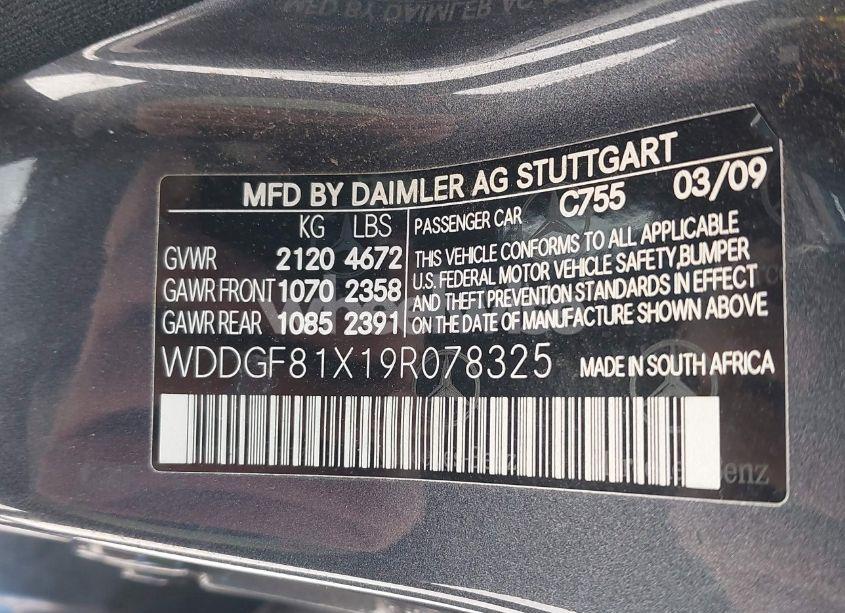 MFD BY DAIMLER AG STUTTGART
C755 03/09
KG LBS
GVWR 2120 4672
GAWR FRONT 1070 2358
GAWR REAR 1085 2391
PASSENGER CAR
THIS VEHICLE CONFORMS TO ALL APPLICABLE
U.S. FEDERAL MOTOR VEHICLE SAFETY,BUMPER
AND THEFT PREVENTION STANDARDS IN EFFECT
ON THE DATE OF MANUFACTURE SHOWN ABOVE
WDDGF81X19R078325 MADE IN SOUTH AFRICA